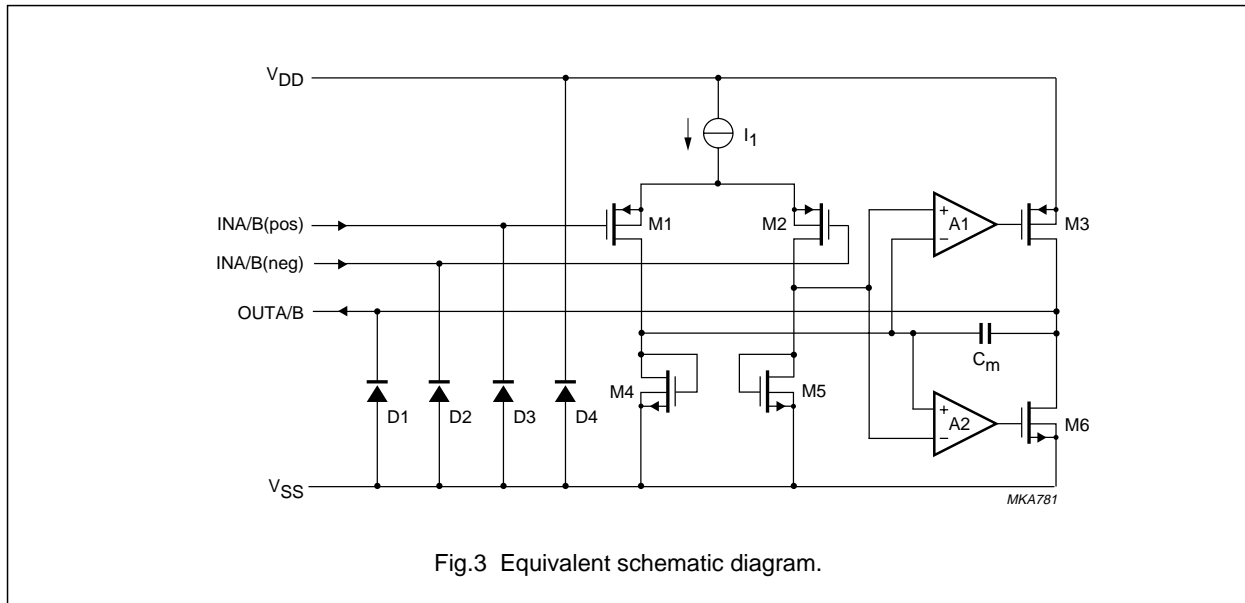 V_DD
I_1
INA/B(pos)
M1
M2
+
A1
−
M3
INA/B(neg)
OUTA/B
C_m
M4
M5
D1
D2
D3
D4
+
A2
−
M6
V_SS
MKA781
Fig.3 Equivalent schematic diagram.